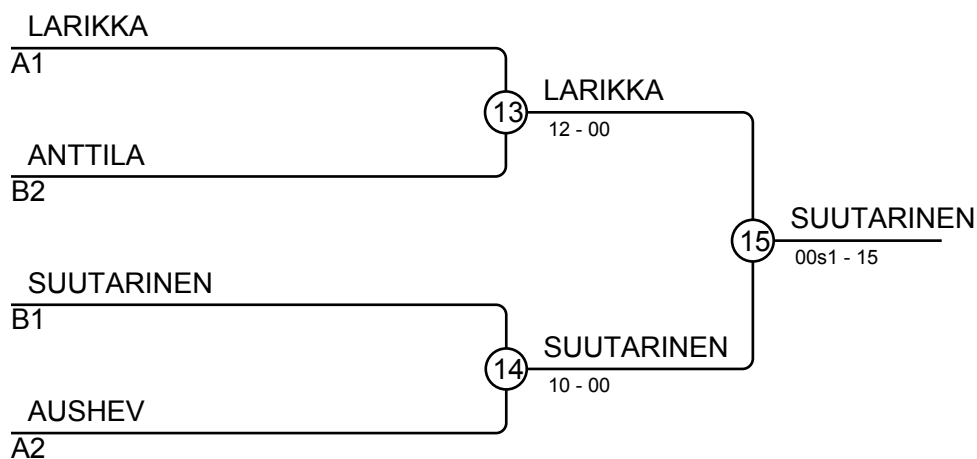 LARIKKA
A1
13
LARIKKA
12 - 00
ANTTILA
B2
15
SUUTARINEN
00s1 - 15
SUUTARINEN
B1
14
SUUTARINEN
10 - 00
AUSHEV
A2